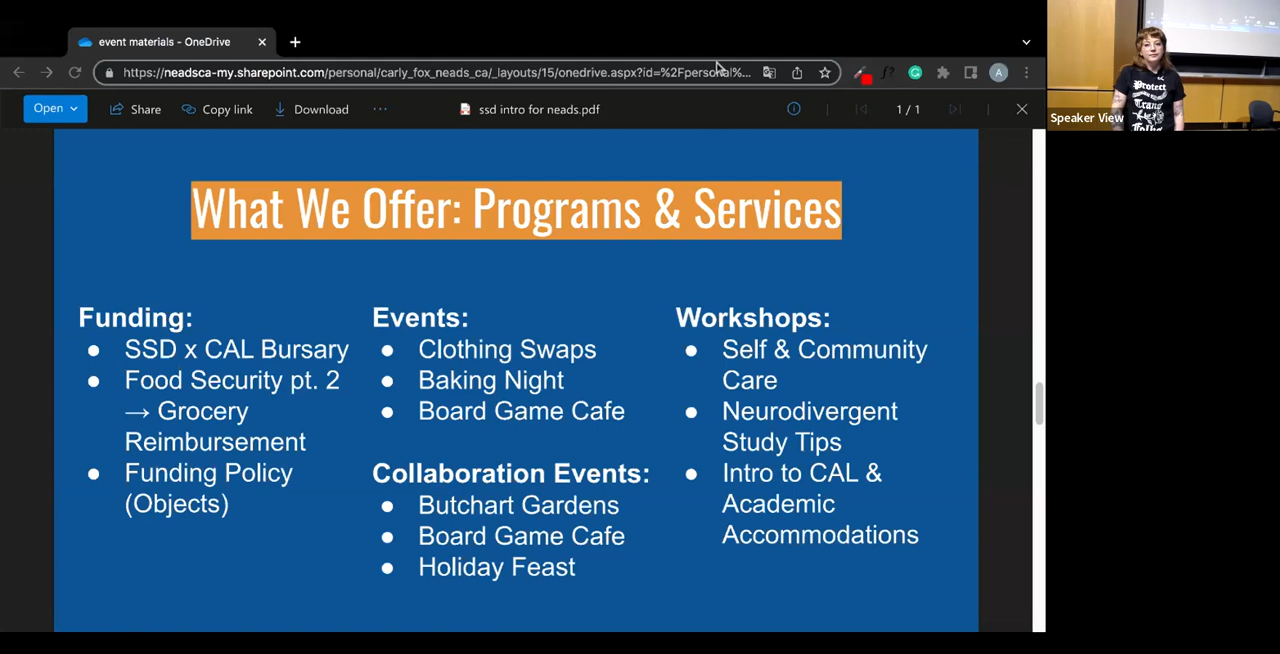 event materials - OneDrive
https://needsca-my.sharepoint.com/personal/carly_fox_neads_ca/_layouts/15/onedrive.aspx?id=%2FPersonal%...
A
Open
Share
Copy link
Download
ssd intro for neads.pdf
1 / 1
What We Offer: Programs & Services
Funding:
● SSD x CAL Bursary
● Food Security pt. 2
→ Grocery
Reimbursement
● Funding Policy
(Objects)
Events:
● Clothing Swaps
● Baking Night
● Board Game Cafe
Collaboration Events:
● Butchart Gardens
● Board Game Cafe
● Holiday Feast
Workshops:
● Self & Community
Care
● Neurodivergent
Study Tips
● Intro to CAL &
Academic
Accommodations
Protect
Trans
Folks
Speaker View